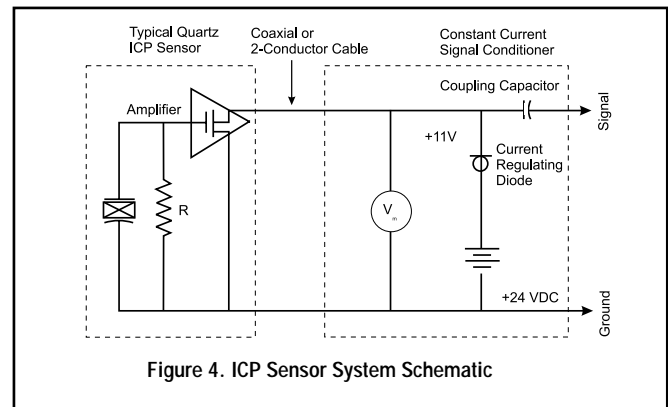 Typical Quartz
ICP Sensor
Coaxial or
2-Conductor Cable
Constant Current
Signal Conditioner
Coupling Capacitor
Amplifier
Signal
+11V
Current
Regulating
Diode
R
Vm
+24 VDC
Ground
Figure 4. ICP Sensor System Schematic